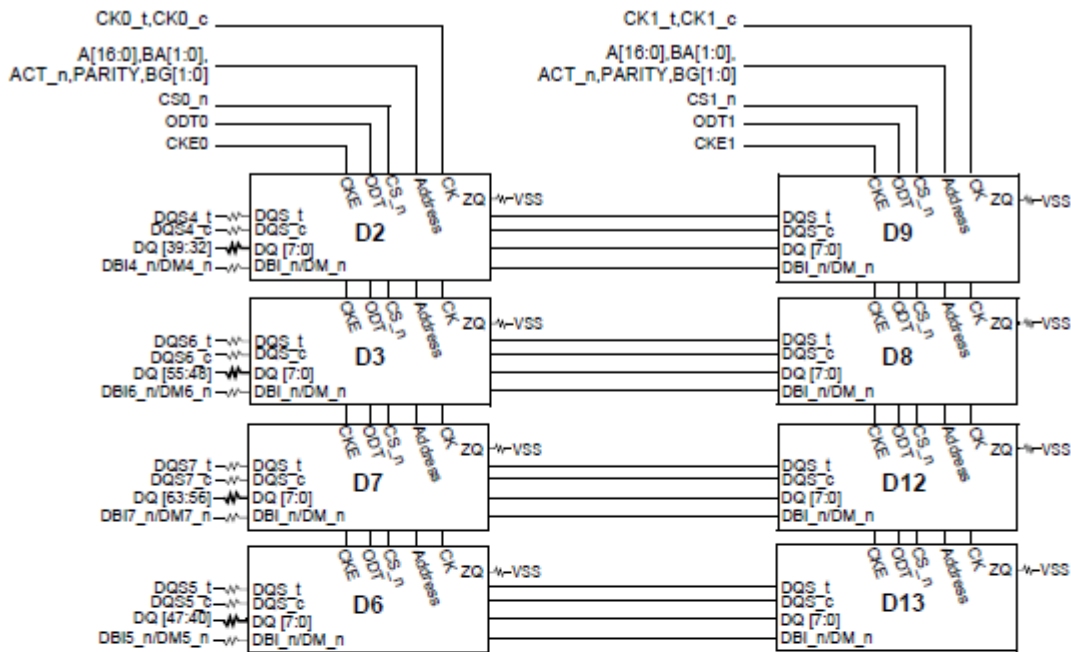 CK0_t,CK0_c
CK1_t,CK1_c
A[16:0],BA[1:0],
ACT_n,PARITY,BG[1:0]
A[16:0],BA[1:0],
ACT_n,PARITY,BG[1:0]
CS0_n
CS1_n
ODT0
ODT1
CKE0
CKE1
CKE ODT CS_n Address CK ZQ VSS
CKE ODT CS_n Address CK ZQ VSS
DQS4_t DQS_t DQS_t
DQS4_c DQS_c D2 DQS_c D9
DQ [39:32] DQ [7:0] DQ [7:0]
DBI4_n/DM4_n DBI_n/DM_n DBI_n/DM_n
CKE ODT CS_n Address CK ZQ VSS
CKE ODT CS_n Address CK ZQ VSS
DQS6_t DQS_t DQS_t
DQS6_c DQS_c D3 DQS_c D8
DQ [55:48] DQ [7:0] DQ [7:0]
DBI6_n/DM6_n DBI_n/DM_n DBI_n/DM_n
CKE ODT CS_n Address CK ZQ VSS
CKE ODT CS_n Address CK ZQ VSS
DQS7_t DQS_t DQS_t
DQS7_c DQS_c D7 DQS_c D12
DQ [63:56] DQ [7:0] DQ [7:0]
DBI7_n/DM7_n DBI_n/DM_n DBI_n/DM_n
CKE ODT CS_n Address CK ZQ VSS
CKE ODT CS_n Address CK ZQ VSS
DQS5_t DQS_t DQS_t
DQS5_c DQS_c D6 DQS_c D13
DQ [47:40] DQ [7:0] DQ [7:0]
DBI5_n/DM5_n DBI_n/DM_n DBI_n/DM_n